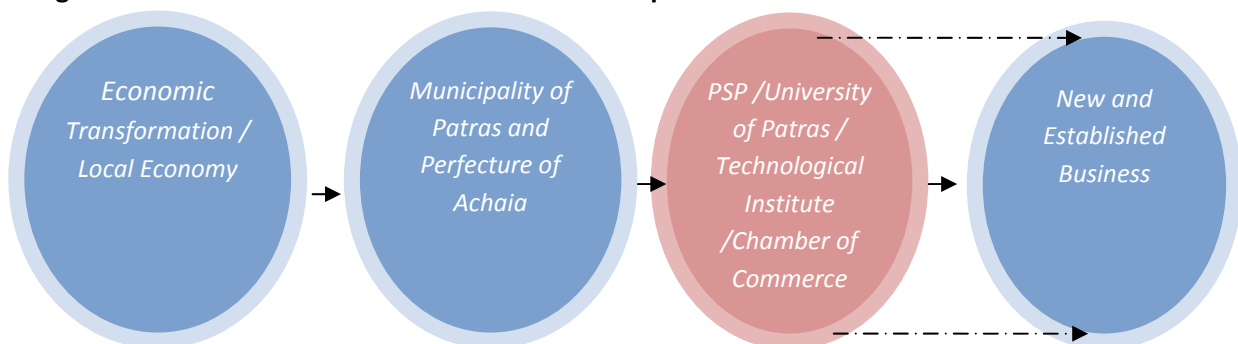 Economic
Transformation /
Local Economy
Municipality of
Patras and
Perfecture of
Achaia
PSP /University
of Patras /
Technological
Institute
/Chamber of
Commerce
New and
Established
Business